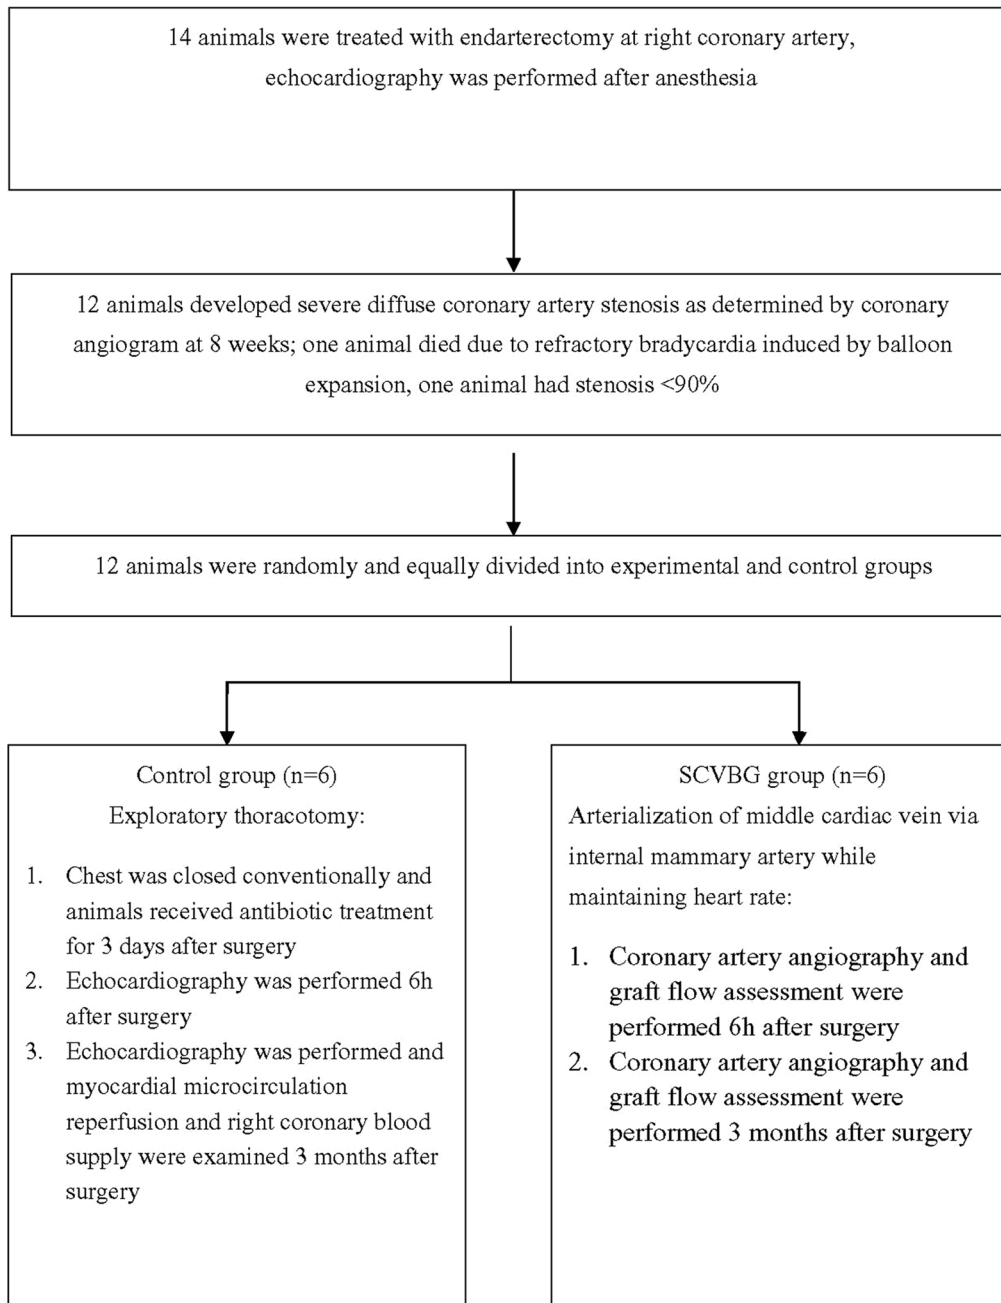 14 animals were treated with endarterectomy at right coronary artery,
echocardiography was performed after anesthesia
12 animals developed severe diffuse coronary artery stenosis as determined by coronary
angiogram at 8 weeks; one animal died due to refractory bradycardia induced by balloon
expansion, one animal had stenosis <90%
12 animals were randomly and equally divided into experimental and control groups
Control group (n=6)
Exploratory thoracotomy:
1. Chest was closed conventionally and
animals received antibiotic treatment
for 3 days after surgery
2. Echocardiography was performed 6h
after surgery
3. Echocardiography was performed and
myocardial microcirculation
reperfusion and right coronary blood
supply were examined 3 months after
surgery
SCVBG group (n=6)
Arterialization of middle cardiac vein via
internal mammary artery while
maintaining heart rate:
1. Coronary artery angiography and
graft flow assessment were
performed 6h after surgery
2. Coronary artery angiography and
graft flow assessment were
performed 3 months after surgery